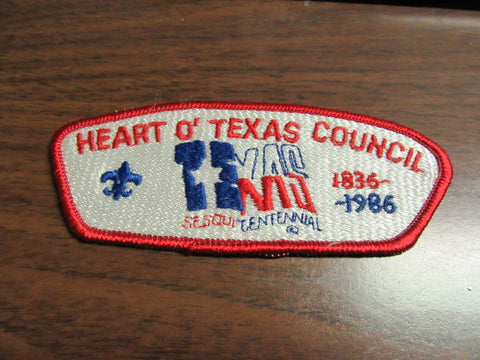 HEART O' TEXAS COUNCIL
TEXAS
1836-
-1986
SESQUICENTENNIAL